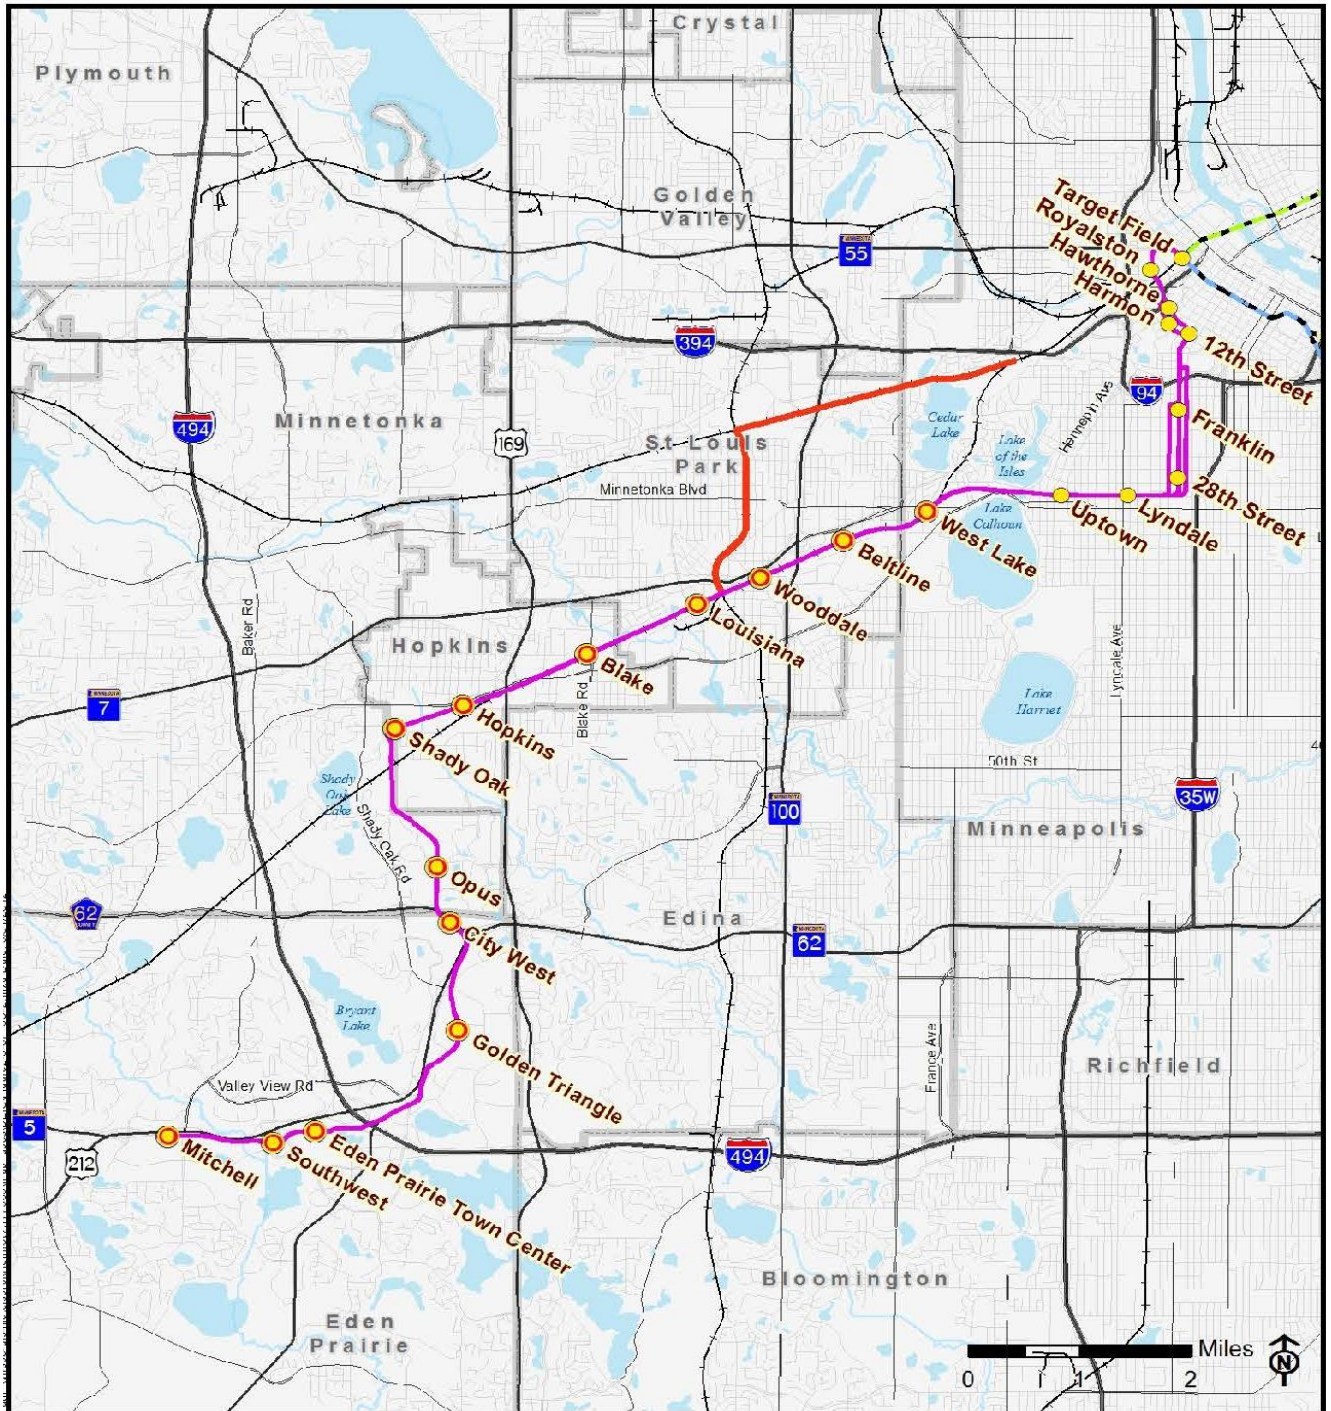 Crystal
Plymouth
Golden
Valley
Target Field
Royalston
Hawthorne
Harmon
MINNESOTA
55
12th Street
394
94
Hennepin Ave
Cedar
Lake
Lake
of the
Isles
Franklin
Minnetonka
494
169
St Louis
Park
Minnetonka Blvd
28th Street
Lake
Calhoun
Uptown
Lyndale
West Lake
Beltline
Wooddale
Louisiana
Baker Rd
Hopkins
Blake
Blake Rd
Lyndale Ave
Lake
Harriet
7
Hopkins
Shady Oak
50th St
Shady
Oak
Lake
Shady Oak Rd
100
35W
Minneapolis
Opus
62
Edina
62
City West
Bryant
Lake
Golden Triangle
France Ave
Richfield
Valley View Rd
5
212
Mitchell
Southwest
Eden Prairie Town Center
494
Bloomington
Eden
Prairie
Miles
0 1 2
N